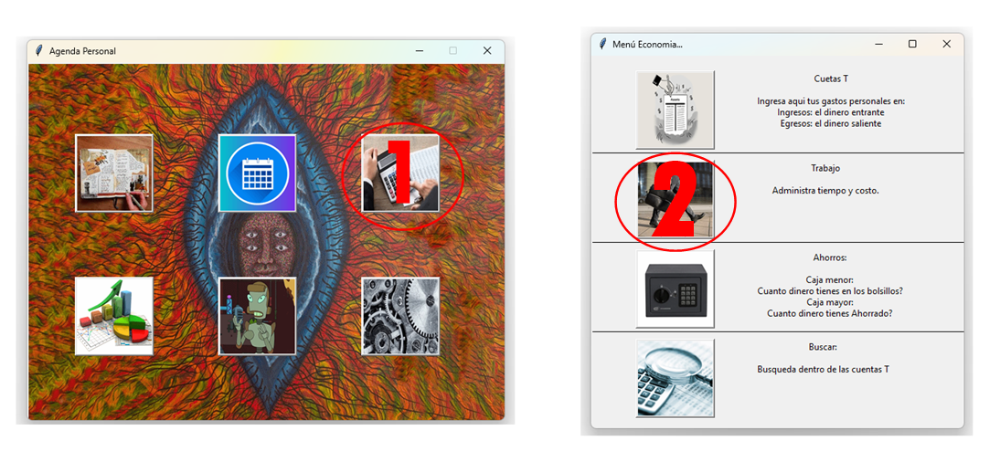 Agenda Personal
1
Menú Economia...
Cuetas T
Ingresa aqui tus gastos personales en:
Ingresos: el dinero entrante
Egresos: el dinero saliente
2
Trabajo
Administra tiempo y costo.
Ahorros:
Caja menor:
Cuanto dinero tienes en los bolsillos?
Caja mayor:
Cuanto dinero tienes Ahorrado?
Buscar:
Busqueda dentro de las cuentas T